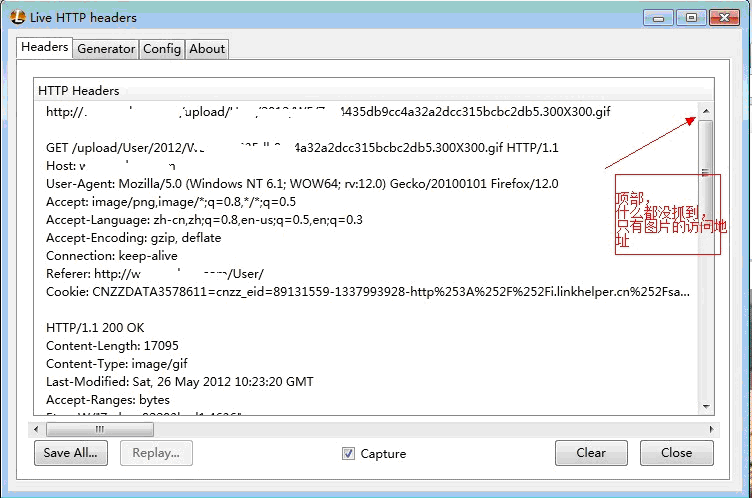 Live HTTP headers
Headers Generator Config About
HTTP Headers
http:// /upload/ 435db9cc4a32a2dcc315bcbc2db5.300X300.gif
GET /upload/User/2012/ 4a32a2dcc315bcbc2db5.300X300.gif HTTP/1.1
Host:
User-Agent: Mozilla/5.0 (Windows NT 6.1; WOW64; rv:12.0) Gecko/20100101 Firefox/12.0
Accept: image/png,image/*;q=0.8,*/*;q=0.5
Accept-Language: zh-cn,zh;q=0.8,en-us;q=0.5,en;q=0.3
Accept-Encoding: gzip, deflate
Connection: keep-alive
Referer: http://w /User/
Cookie: CNZZDATA3578611=cnzz_eid=89131559-1337993928-http%253A%252F%252Fi.linkhelper.cn%252Fsa...
HTTP/1.1 200 OK
Content-Length: 17095
Content-Type: image/gif
Last-Modified: Sat, 26 May 2012 10:23:20 GMT
Accept-Ranges: bytes
顶部，
什么都没抓到，
只有图片的访问地
址
Save All... Replay... Capture Clear Close